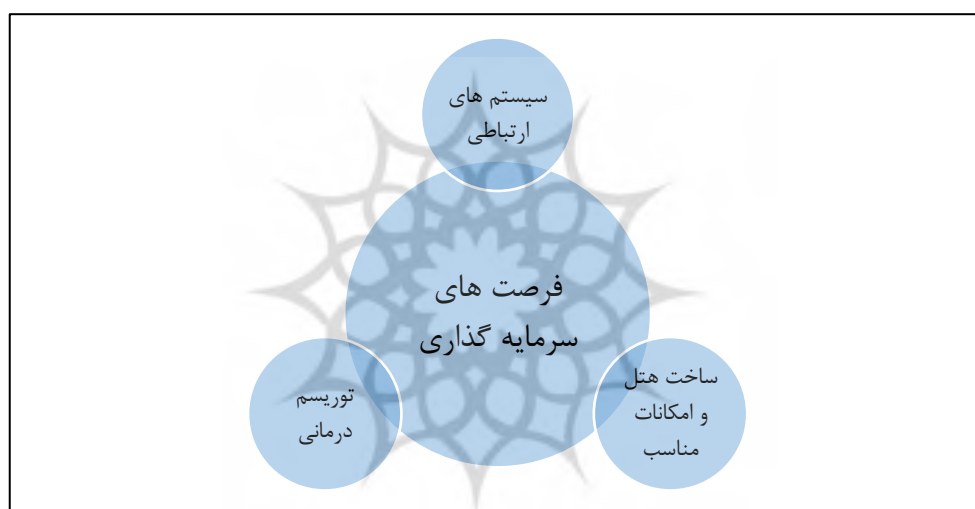 سیستم های
ارتباطی
فرصت های
سرمایه گذاری
ساخت هتل
و امکانات
مناسب
توریسم
درمانی